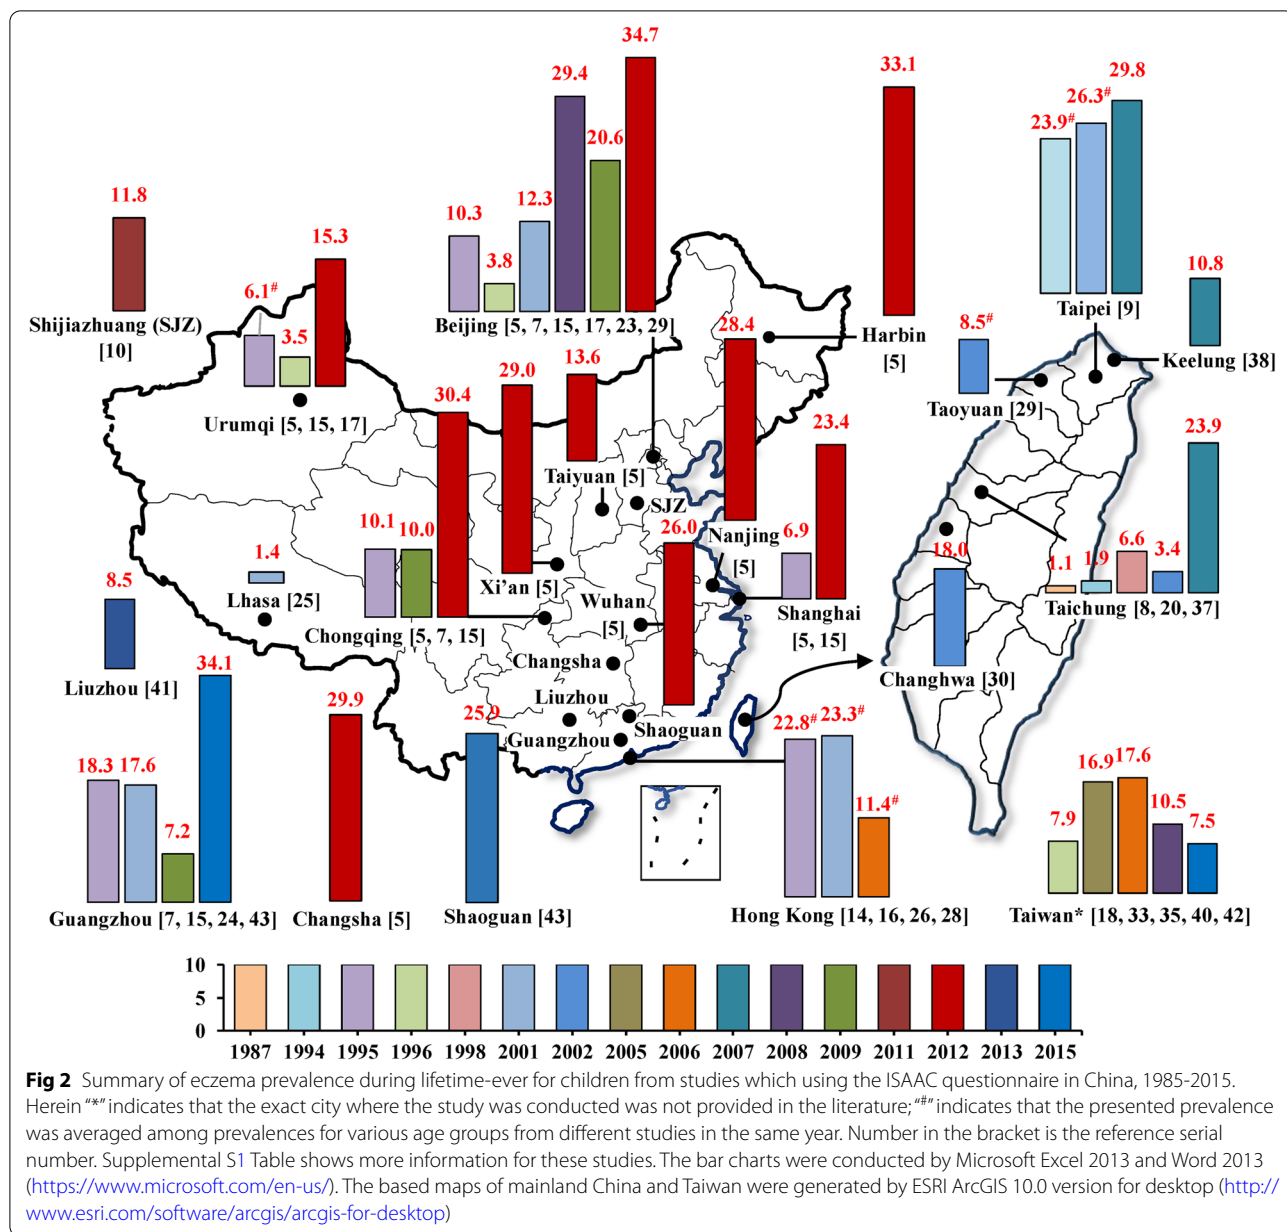 34.7
29.4
20.6
12.3
10.3
3.8
Beijing [5, 7, 15, 17, 23, 29]
33.1
Harbin
[5]
29.8
26.3#
23.9#
Taipei [9]
10.8
Keelung [38]
8.5#
Taoyuan [29]
11.8
Shijiazhuang (SJZ)
[10]
15.3
6.1#
3.5
Urumqi [5, 15, 17]
30.4
10.1
10.0
Chongqing [5, 7, 15]
29.0
Xi'an [5]
13.6
Taiyuan [5]
SJZ
28.4
Nanjing
[5]
23.4
6.9
Shanghai
[5, 15]
26.0
Wuhan
[5]
23.9
6.6
3.4
1.9
1.1
Taichung [8, 20, 37]
18.0
Changhwa [30]
1.4
Lhasa [25]
8.5
Liuzhou [41]
Changsha
Liuzhou
Guangzhou
Shaoguan
34.1
18.3
17.6
7.2
Guangzhou [7, 15, 24, 43]
29.9
Changsha [5]
25.9
Shaoguan [43]
22.8#
23.3#
11.4#
Hong Kong [14, 16, 26, 28]
7.9
16.9
17.6
10.5
7.5
Taiwan* [18, 33, 35, 40, 42]
10
5
0
1987 1994 1995 1996 1998 2001 2002 2005 2006 2007 2008 2009 2011 2012 2013 2015
Fig 2 Summary of eczema prevalence during lifetime-ever for children from studies which using the ISAAC questionnaire in China, 1985-2015.
Herein "*" indicates that the exact city where the study was conducted was not provided in the literature; "#" indicates that the presented prevalence
was averaged among prevalences for various age groups from different studies in the same year. Number in the bracket is the reference serial
number. Supplemental S1 Table shows more information for these studies. The bar charts were conducted by Microsoft Excel 2013 and Word 2013
(https://www.microsoft.com/en-us/). The based maps of mainland China and Taiwan were generated by ESRI ArcGIS 10.0 version for desktop (http://
www.esri.com/software/arcgis/arcgis-for-desktop)